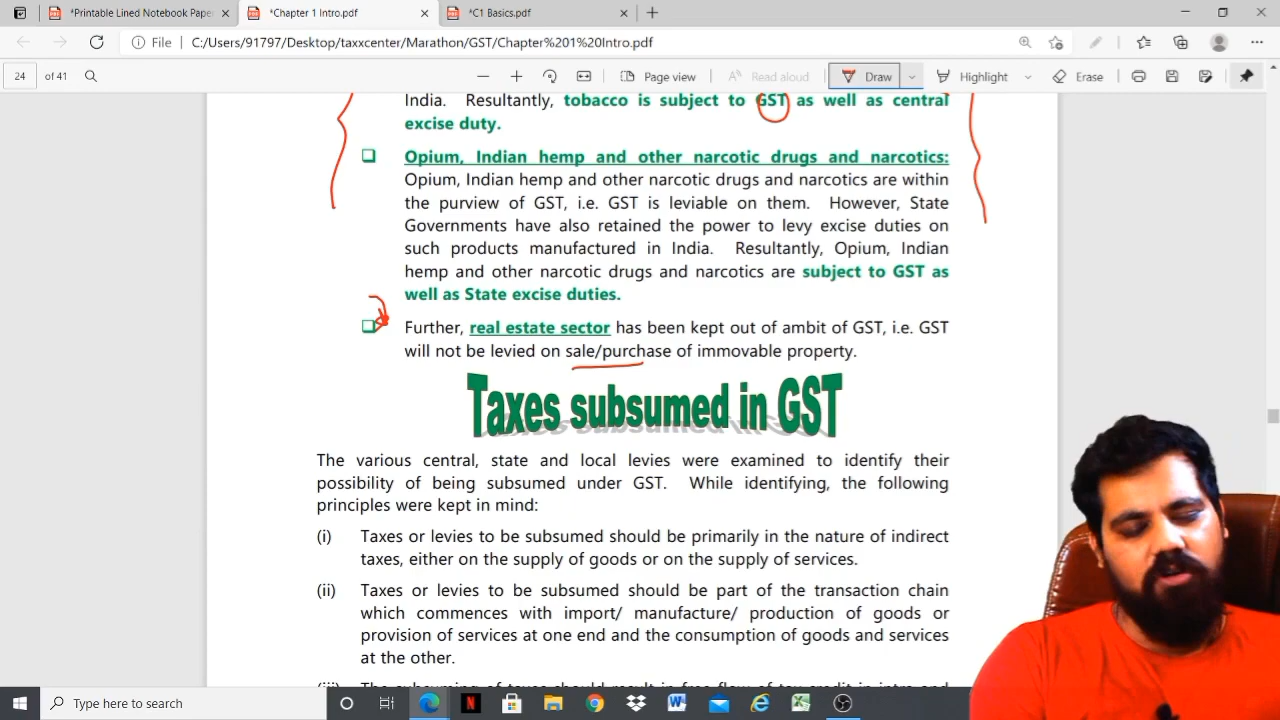 *Printable Lined Notebook Paper
*Chapter 1 Intro.pdf
*C1 Basics.pdf
File
C:/Users/91797/Desktop/taxxcenter/Marathon/GST/Chapter%201%20Intro.pdf
24 of 41
Page view
Read aloud
Draw
Highlight
Erase
India. Resultantly, tobacco is subject to GST as well as central
excise duty.
Opium, Indian hemp and other narcotic drugs and narcotics:
Opium, Indian hemp and other narcotic drugs and narcotics are within
the purview of GST, i.e. GST is leviable on them. However, State
Governments have also retained the power to levy excise duties on
such products manufactured in India. Resultantly, Opium, Indian
hemp and other narcotic drugs and narcotics are subject to GST as
well as State excise duties.
Further, real estate sector has been kept out of ambit of GST, i.e. GST
will not be levied on sale/purchase of immovable property.
Taxes subsumed in GST
The various central, state and local levies were examined to identify their
possibility of being subsumed under GST. While identifying, the following
principles were kept in mind:
(i) Taxes or levies to be subsumed should be primarily in the nature of indirect
taxes, either on the supply of goods or on the supply of services.
(ii) Taxes or levies to be subsumed should be part of the transaction chain
which commences with import/ manufacture/ production of goods or
provision of services at one end and the consumption of goods and services
at the other.
Type here to search